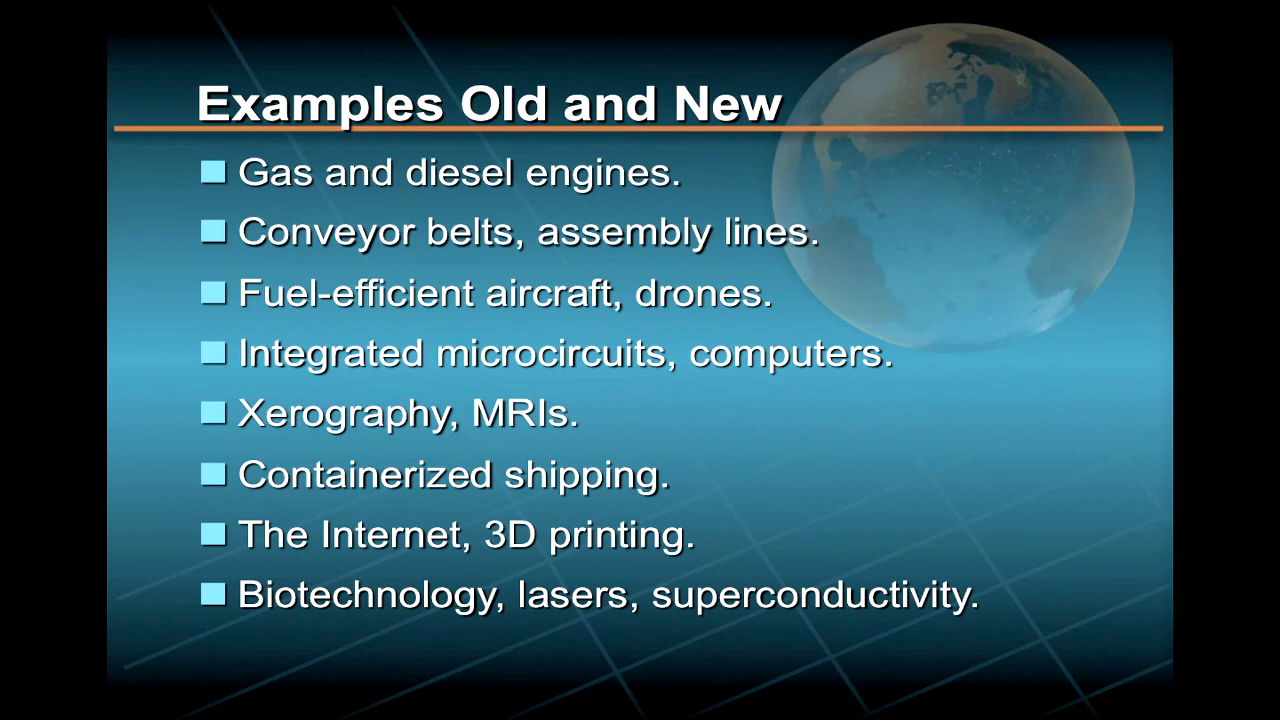 Examples Old and New
Gas and diesel engines.
Conveyor belts, assembly lines.
Fuel-efficient aircraft, drones.
Integrated microcircuits, computers.
Xerography, MRIs.
Containerized shipping.
The Internet, 3D printing.
Biotechnology, lasers, superconductivity.